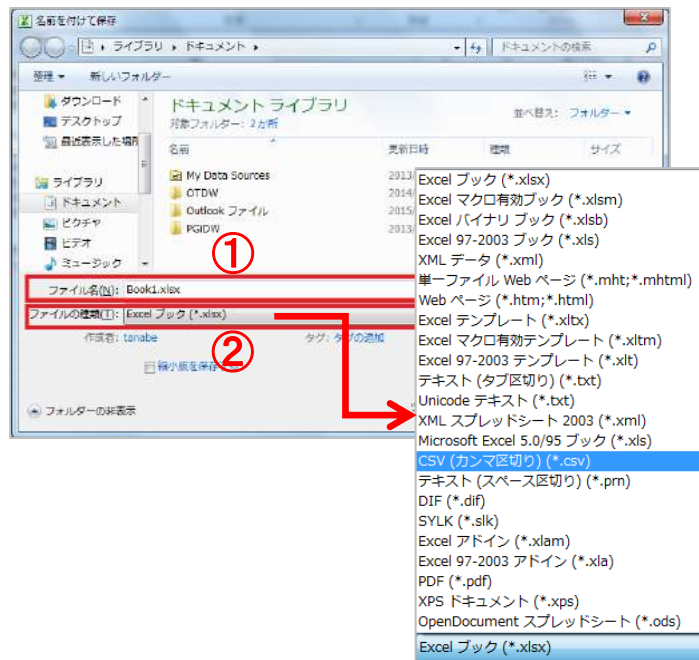 名前を付けて保存
ライブラリ ▸ ドキュメント ▸
ドキュメントの検索
整理 ▼ 新しいフォルダー
ダウンロード
デスクトップ
最近表示した場所
ライブラリ
ドキュメント
ピクチャ
ビデオ
ミュージック
ドキュメント ライブラリ
対象フォルダー: 2か所
並べ替え: フォルダー ▼
名前 更新日時 種類 サイズ
My Data Sources 2013/
OTDW 2014/
Outlook ファイル 2015/
PGIDW 2013/
①
ファイル名(N): Book1.xlsx
ファイルの種類(T): Excel ブック (*.xlsx)
②
作成者: tanabe タグ: タグの追加
縮小版を保存する
フォルダーの非表示
Excel ブック (*.xlsx)
Excel マクロ有効ブック (*.xlsm)
Excel バイナリ ブック (*.xlsb)
Excel 97-2003 ブック (*.xls)
XML データ (*.xml)
単一ファイル Web ページ (*.mht;*.mhtml)
Web ページ (*.htm;*.html)
Excel テンプレート (*.xltx)
Excel マクロ有効テンプレート (*.xltm)
Excel 97-2003 テンプレート (*.xlt)
テキスト (タブ区切り) (*.txt)
Unicode テキスト (*.txt)
XML スプレッドシート 2003 (*.xml)
Microsoft Excel 5.0/95 ブック (*.xls)
CSV (カンマ区切り) (*.csv)
テキスト (スペース区切り) (*.prn)
DIF (*.dif)
SYLK (*.slk)
Excel アドイン (*.xlam)
Excel 97-2003 アドイン (*.xla)
PDF (*.pdf)
XPS ドキュメント (*.xps)
OpenDocument スプレッドシート (*.ods)
Excel ブック (*.xlsx)